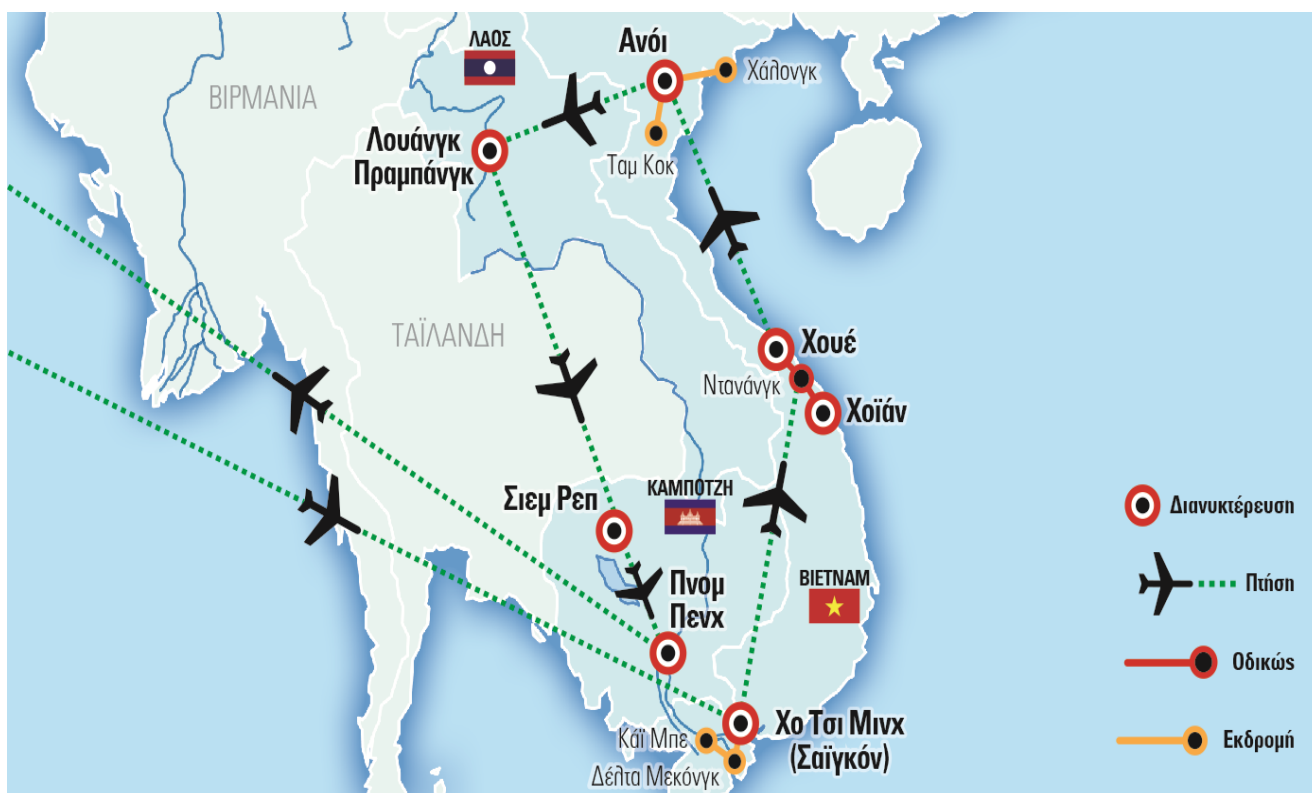 ΛΑΟΣ
Ανόι
Χάλονγκ
ΒΙΡΜΑΝΙΑ
Λουάνγκ
Πραμπάνγκ
Ταμ Κοκ
ΤΑΪΛΑΝΔΗ
Χουέ
Ντανάνγκ
Χοϊάν
Σιεμ Ρεπ
ΚΑΜΠΟΤΖΗ
Διανυκτέρευση
Πνομ
Πενχ
ΒΙΕΤΝΑΜ
Πτήση
Οδικώς
Χο Τσι Μινχ
(Σαϊγκόν)
Κάι Μπε
Δέλτα Μεκόνγκ
Εκδρομή